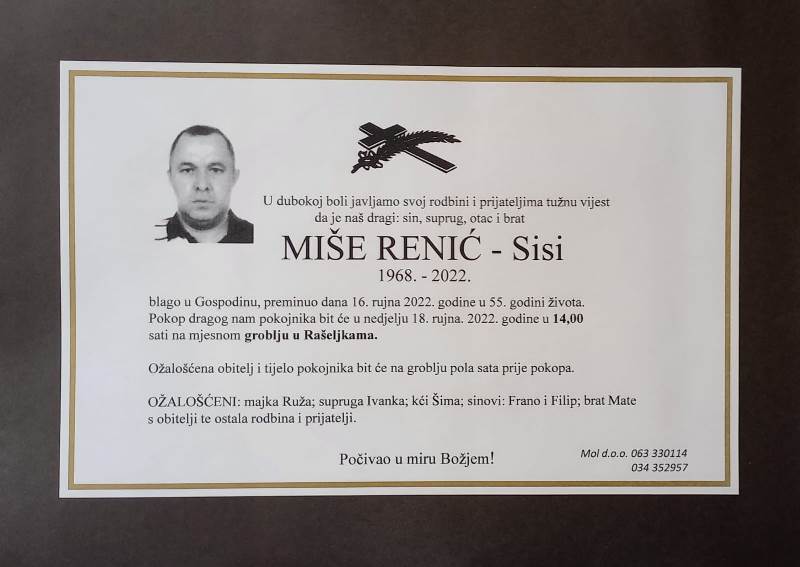 U dubokoj boli javljamo svoj rodbini i prijateljima tužnu vijest
da je naš dragi: sin, suprug, otac i brat
MIŠE RENIĆ - Sisi
1968. - 2022.
blago u Gospodinu, preminuo dana 16. rujna 2022. godine u 55. godini života.
Pokop dragog nam pokojnika bit će u nedjelju 18. rujna. 2022. godine u 14,00
sati na mjesnom groblju u Rašeljkama.
Ožalošćena obitelj i tijelo pokojnika bit će na groblju pola sata prije pokopa.
OŽALOŠĆENI: majka Ruža; supruga Ivanka; kći Šima; sinovi: Frano i Filip; brat Mate
s obitelji te ostala rodbina i prijatelji.
Počivao u miru Božjem!
Mol d.o.o. 063 330114
034 352957